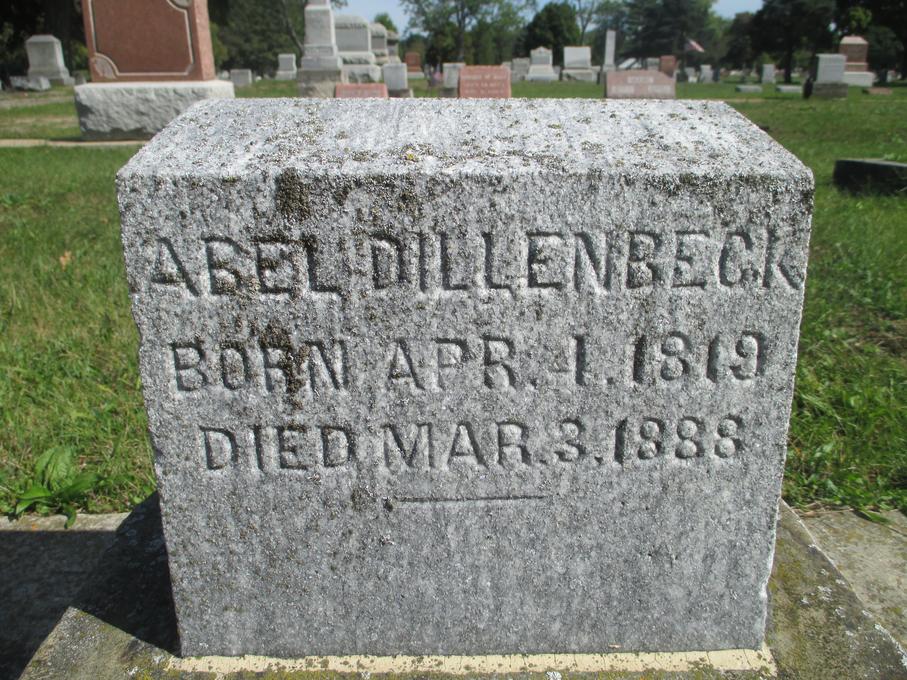 ABEL DILLENBECK
BORN APR. 1. 1819
DIED MAR. 3. 1888